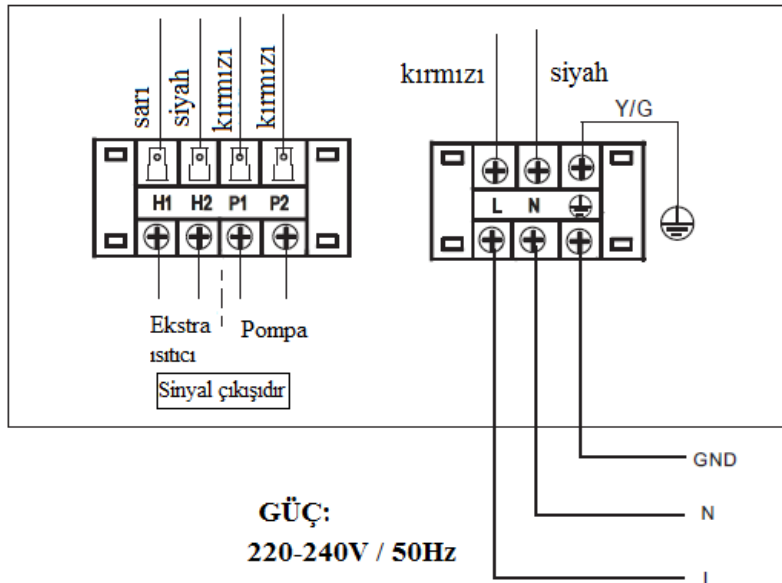 sarı
siyah
kırmızı
kırmızı
H1 H2 P1 P2
Ekstra
ısıtıcı
Pompa
Sinyal çıkışıdır
kırmızı
siyah
Y/G
L N
GND
N
L
GÜÇ:
220-240V / 50Hz